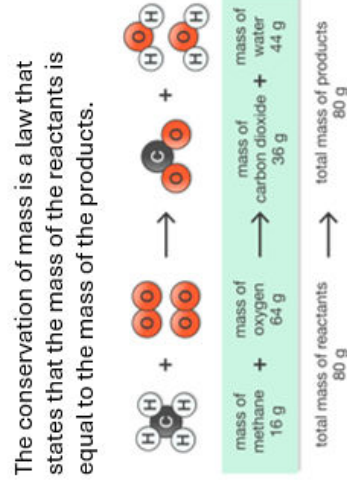 The conservation of mass is a law that
states that the mass of the reactants is
equal to the mass of the products.
H H C H H + O O O O → C O O + H O H H O H
mass of methane 16 g + mass of oxygen 64 g → mass of carbon dioxide 36 g + mass of water 44 g
total mass of reactants 80 g → total mass of products 80 g